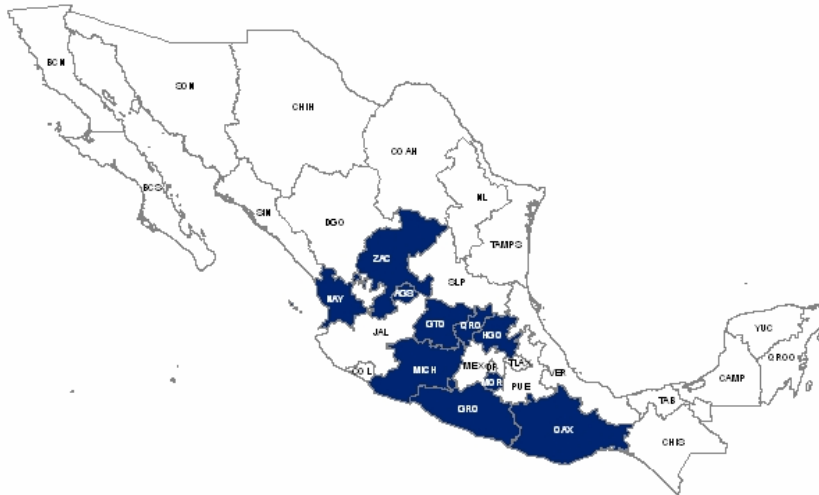 BCN
SON
CHIH
COAH
BCS
SIN
DGO
NL
TAMPS
ZAC
SLP
NAY
AGS
JAL
GTO
QRO
HGO
COL
MICH
MEX
DF
TLAX
MOR
PUE
VER
GRO
OAX
TAB
CHIS
CAMP
YUC
QROO